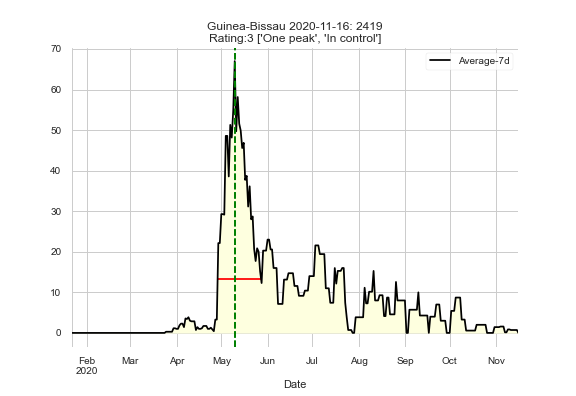 Guinea-Bissau 2020-11-16: 2419
Rating:3 ['One peak', 'In control']
Average-7d
70
60
50
40
30
20
10
0
Feb Mar Apr May Jun Jul Aug Sep Oct Nov
2020
Date